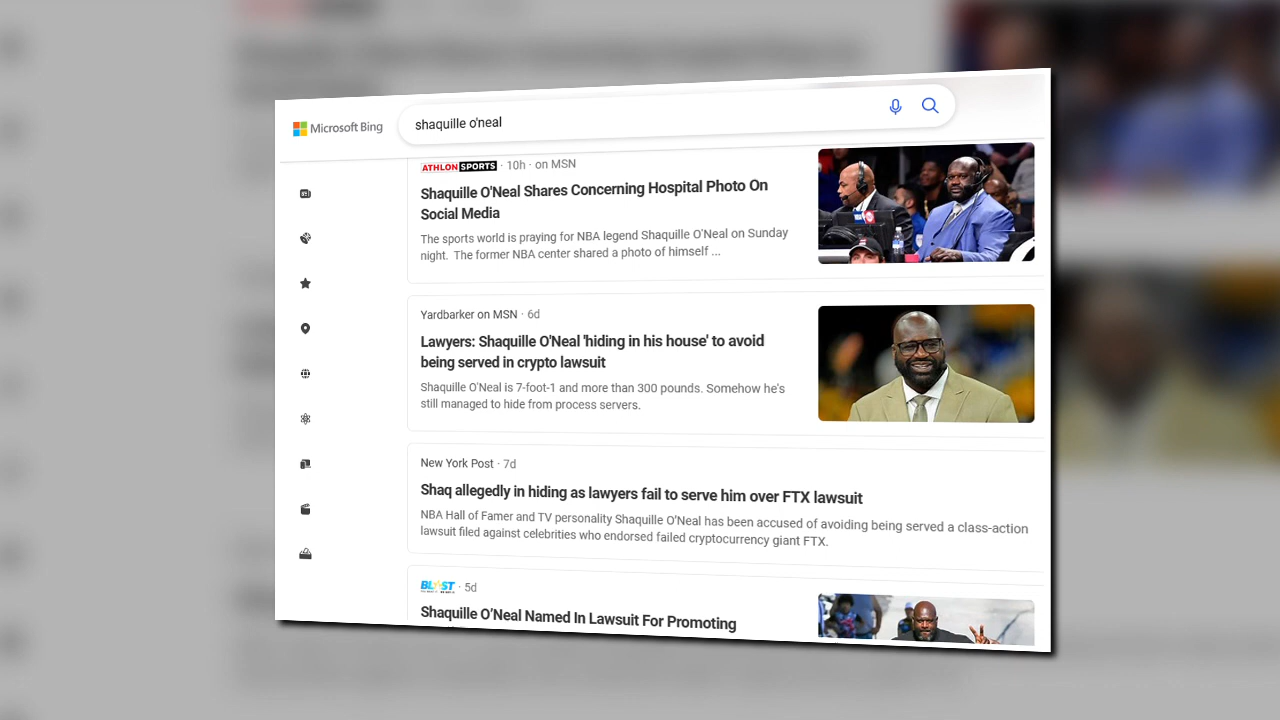 Microsoft Bing
shaquille o'neal
ATHLON SPORTS · 10h · on MSN
Shaquille O'Neal Shares Concerning Hospital Photo On
Social Media
The sports world is praying for NBA legend Shaquille O'Neal on Sunday
night. The former NBA center shared a photo of himself ...
Yardbarker on MSN · 6d
Lawyers: Shaquille O'Neal 'hiding in his house' to avoid
being served in crypto lawsuit
Shaquille O'Neal is 7-foot-1 and more than 300 pounds. Somehow he's
still managed to hide from process servers.
New York Post · 7d
Shaq allegedly in hiding as lawyers fail to serve him over FTX lawsuit
NBA Hall of Famer and TV personality Shaquille O'Neal has been accused of avoiding being served a class-action
lawsuit filed against celebrities who endorsed failed cryptocurrency giant FTX.
BLAST · 5d
Shaquille O'Neal Named In Lawsuit For Promoting